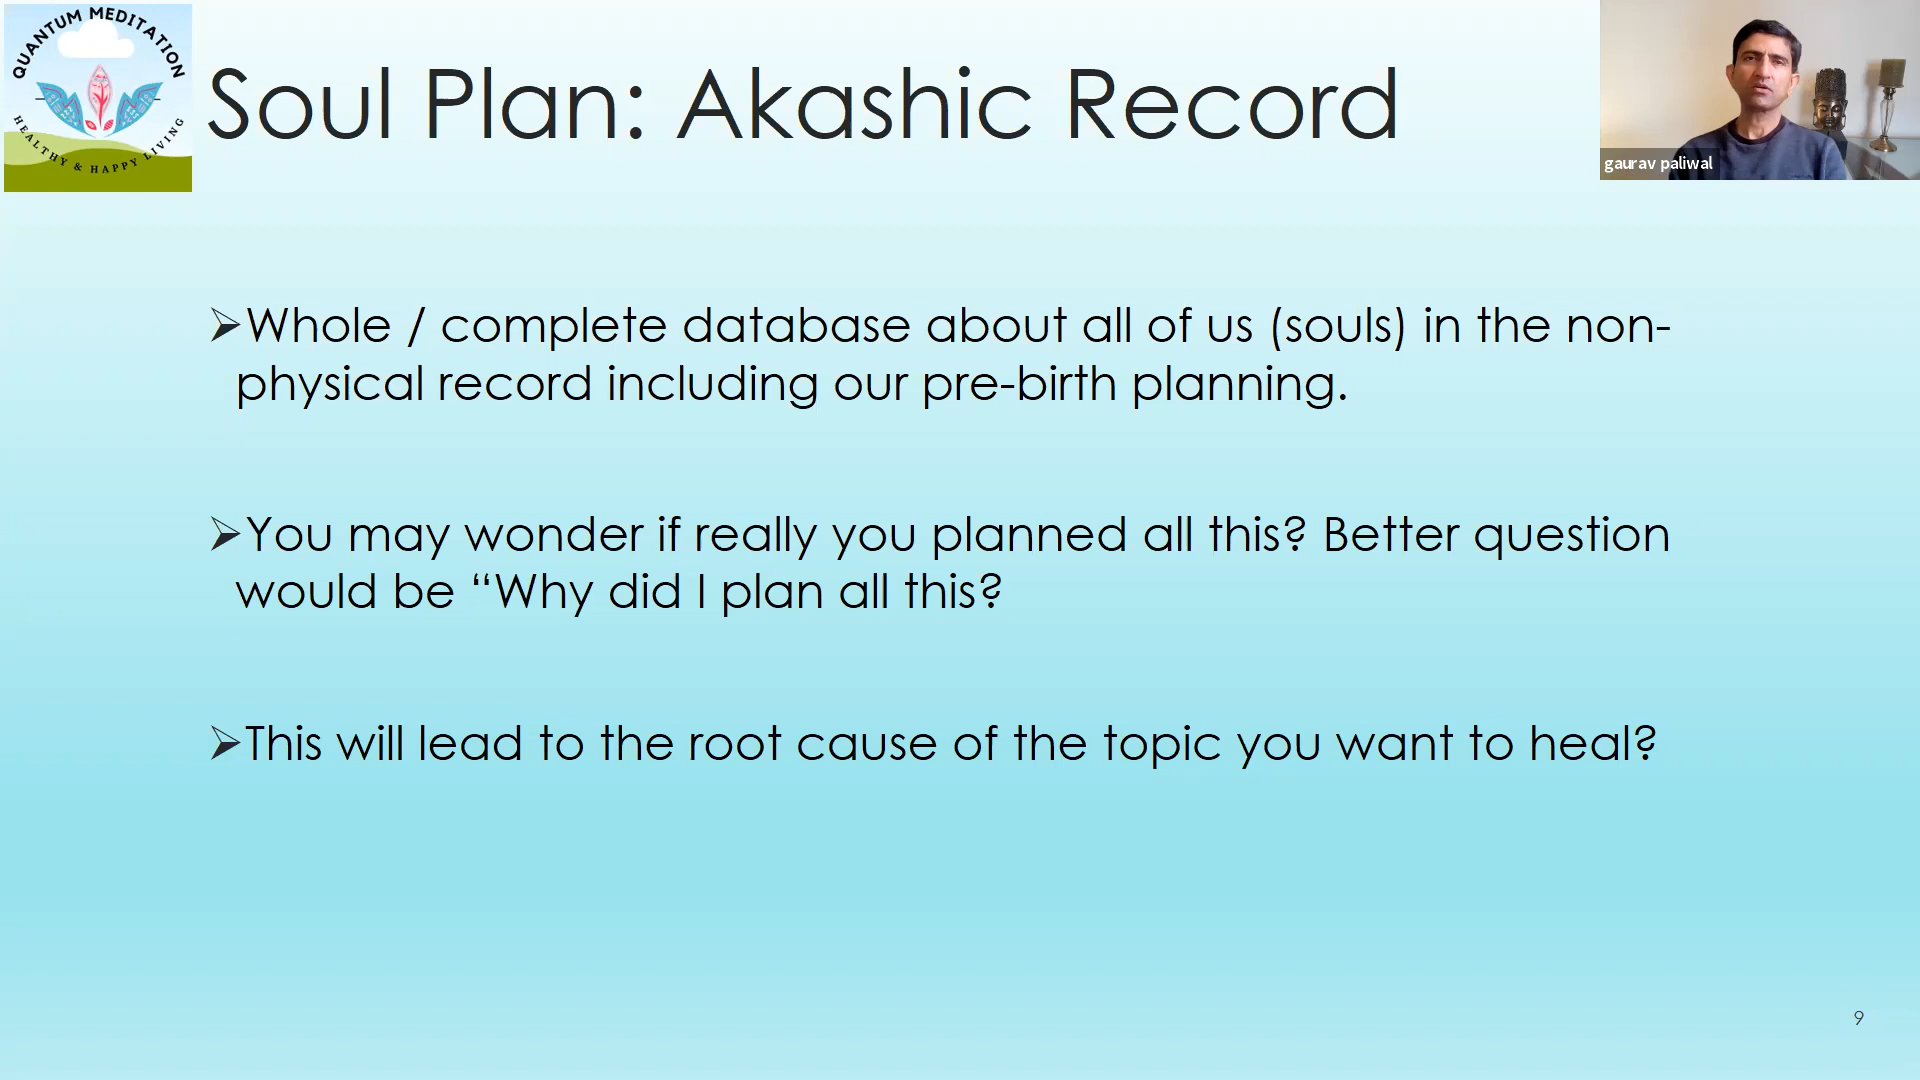 QUANTUM MEDITATION
HEALTHY & HAPPY LIVING
Soul Plan: Akashic Record
gaurav paliwal
➢Whole / complete database about all of us (souls) in the non-
physical record including our pre-birth planning.
➢You may wonder if really you planned all this? Better question
would be “Why did I plan all this?
➢This will lead to the root cause of the topic you want to heal?
9